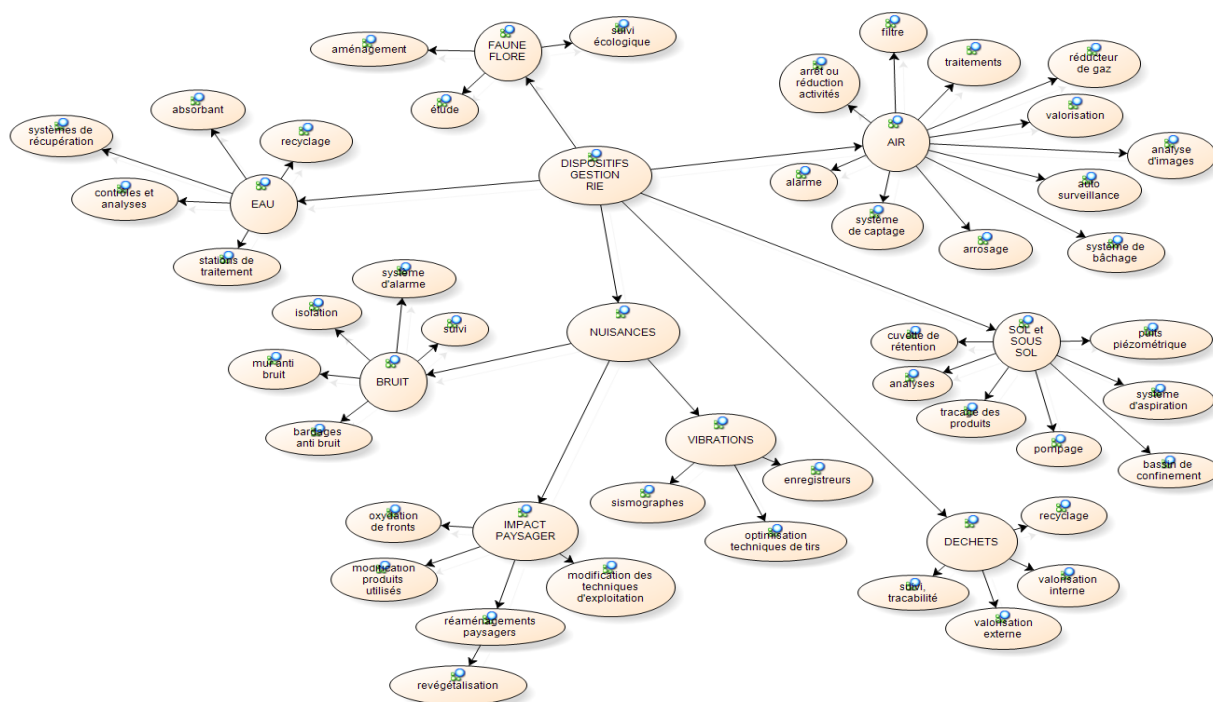 FAUNE
FLORE
aménagement
suivi
écologique
étude
absorbant
systèmes de
récupération
recyclage
contrôles et
analyses
EAU
stations de
traitement
DISPOSITIFS
GESTION
RIE
filtre
arrêt ou
réduction
activités
traitements
réducteur
de gaz
valorisation
AIR
analyse
d'images
alarme
auto
surveillance
système
de captage
arrosage
système de
bâchage
système
d'alarme
isolation
suivi
mur anti
bruit
BRUIT
bardages
anti bruit
NUISANCES
SOL et
SOUS
SOL
cuvette de
rétention
puits
piézométrique
analyses
tracage des
produits
système
d'aspiration
pompage
bassin de
confinement
VIBRATIONS
sismographes
enregistreurs
optimisation
techniques de tirs
IMPACT
PAYSAGER
oxydation
de fronts
modification
produits
utilisés
modification des
techniques
d'exploitation
réaménagements
paysagers
revégétalisation
DECHETS
recyclage
suivi,
tracabilité
valorisation
interne
valorisation
externe